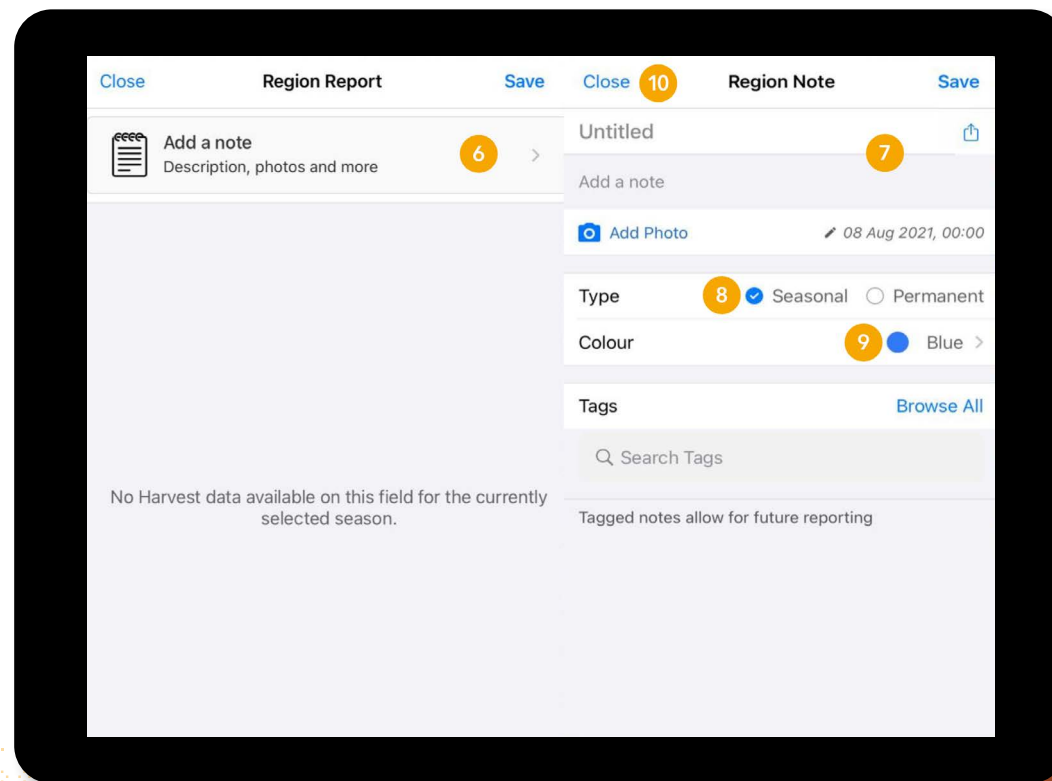 Close Region Report Save
Add a note
Description, photos and more
6
No Harvest data available on this field for the currently
selected season.
Close 10 Region Note Save
Untitled
7
Add a note
Add Photo 08 Aug 2021, 00:00
Type 8 Seasonal Permanent
Colour 9 Blue
Tags Browse All
Search Tags
Tagged notes allow for future reporting